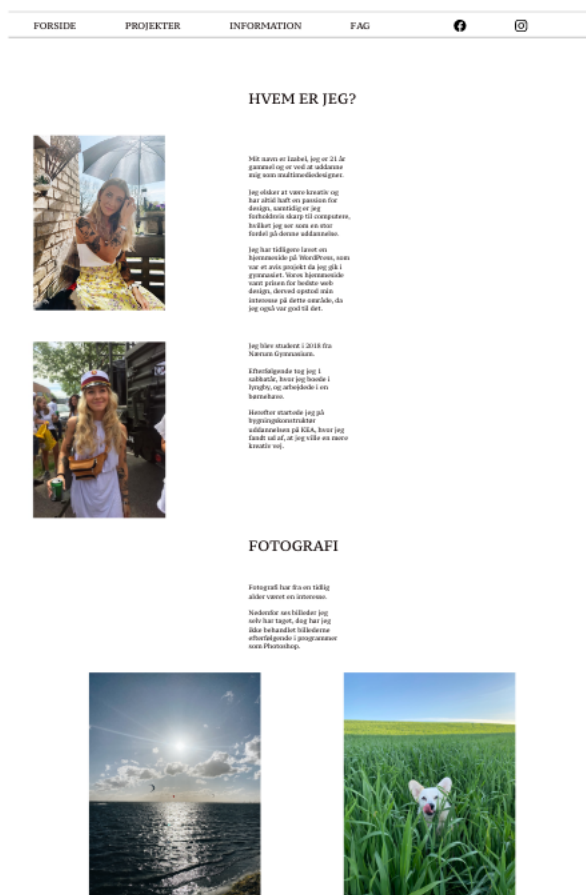 FORSIDE PROJEKTER INFORMATION FAG
HVEM ER JEG?
Mit navn er Izabel, jeg er 21 år
gammel og er ved at uddanne
mig som multimediedesigner.
Jeg elsker at være kreativ og
har altid haft en passion for
design, samtidig er jeg
forholdsvis skarp til computere,
hvilket jeg ser som en stor
fordel på denne uddannelse.
Jeg har tidligere lavet en
hjemmeside på WordPress, som
var et avis projekt da jeg gik i
gymnasiet. Vores hjemmeside
vant prisen for bedste web
design, derved opstod min
interesse på dette område, da
jeg også var god til det.
Jeg blev student i 2018 fra
Nærum Gymnasium.
Efterfølgende tog jeg 1
sabbatår, hvor jeg boede i
lyngby, og arbejdede i en
børnehave.
Herefter startede jeg på
bygningskonstruktør
uddannelsen på KEA, hvor jeg
fandt ud af, at jeg ville en mere
kreativ vej.
FOTOGRAFI
Fotografi har fra en tidlig
alder været en interesse.
Nedenfor ses billeder jeg
selv har taget, dog har jeg
ikke behandlet billederne
efterfølgende i programmer
som Photoshop.